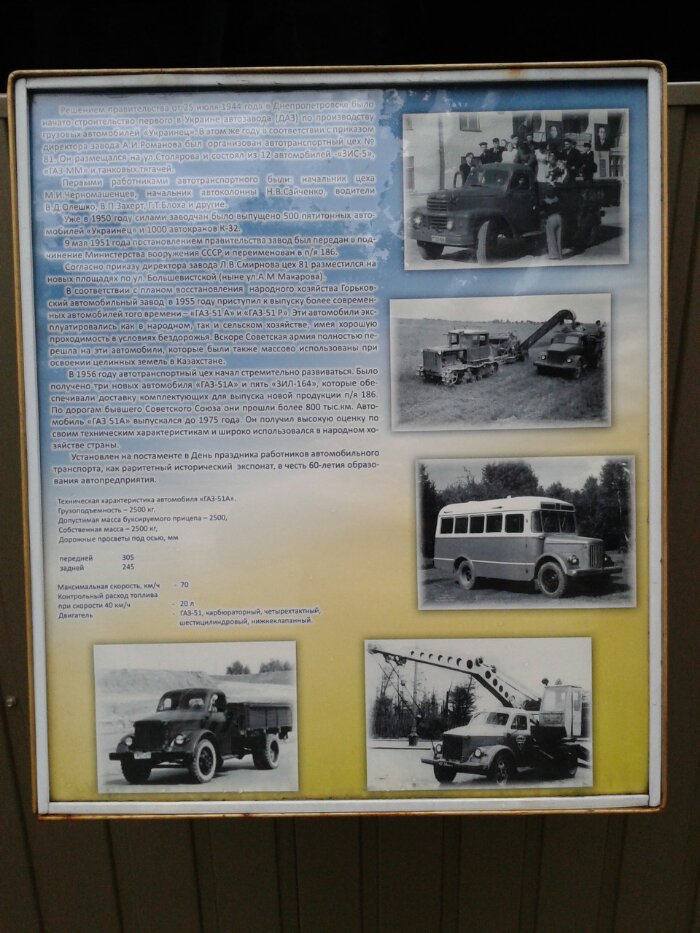 Решением правительства от 25 июля 1944 года в Днепропетровске было
начато строительство первого в Украине автозавода (ДАЗ) по производству
грузовых автомобилей «Украинец». В этом же году в соответствии с приказом
директора завода А.И.Романова был организован автотранспортный цех №
81. Он размещался на ул.Столярова и состоял из 12 автомобилей -«ЗИС-5»,
«ГАЗ-ММ» и танковых тягачей.
Первыми работниками автотранспортного были: начальник цеха
М.И.Черномашенцев, начальник автоколонны Н.В.Сайченко, водители
В.Д.Олешко, В.П.Захерт, Г.Т.Блоха и другие.
Уже в 1950 году силами заводчан было выпущено 500 пятитонных авто-
мобилей «Украинец» и 1000 автокранов К-32.
9 мая 1951 года постановлением правительства завод был передан в под-
чинение Министерства вооружения СССР и переименован в п/я 186.
Согласно приказу директора завода Л.В.Смирнова цех 81 разместился на
новых площадях по ул. Большевистской (ныне ул.А.М.Макарова).
В соответствии с планом восстановления народного хозяйства Горьков-
ский автомобильный завод в 1955 году приступил к выпуску более современ-
ных автомобилей того времени – «ГАЗ-51 А» и «ГАЗ-51 Р». Эти автомобили экс-
плуатировались как в народном, так и сельском хозяйстве, имея хорошую
проходимость в условиях бездорожья. Вскоре Советская армия полностью пе-
решла на эти автомобили, которые были также массово использованы при
освоении целинных земель в Казахстане.
В 1956 году автотранспортный цех начал стремительно развиваться. Было
получено три новых автомобиля «ГАЗ-51А» и пять «ЗИЛ-164», которые обе-
спечивали доставку комплектующих для выпуска новой продукции п/я 186.
По дорогам бывшего Советского Союза они прошли более 800 тыс.км. Авто-
мобиль «ГАЗ-51А» выпускался до 1975 года. Он получил высокую оценку по
своим техническим характеристикам и широко использовался в народном хо-
зяйстве страны.
Установлен на постаменте в День праздника работников автомобильного
транспорта, как раритетный исторический экспонат, в честь 60-летия образо-
вания автопредприятия.
Техническая характеристика автомобиля «ГАЗ-51А».
Грузоподъемность – 2500 кг,
Допустимая масса буксируемого прицепа – 2500,
Собственная масса – 2500 кг,
Дорожные просветы под осью, мм
передней 305
задней 245
Максимальная скорость, км/ч - 70
Контрольный расход топлива
при скорости 40 км/ч - 20 л
Двигатель - ГАЗ-51, карбюраторный, четырехтактный,
шестицилиндровый, нижнеклапанный.